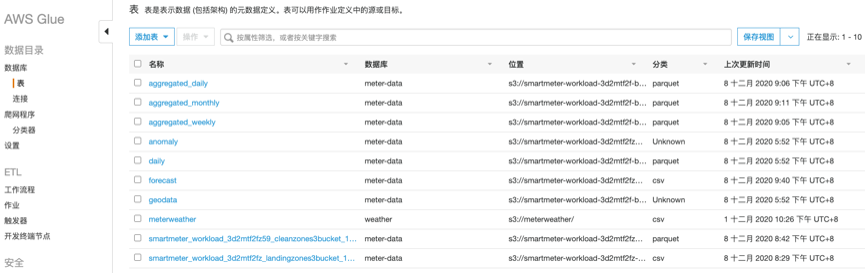 AWS Glue
数据目录
数据库
表
连接
爬网程序
分类器
设置
ETL
工作流程
作业
触发器
开发终端节点
安全
表 表是表示数据 (包括架构) 的元数据定义。表可以用作作业定义中的源或目标。
添加表 操作 按属性筛选，或者按关键字搜索 保存视图 正在显示: 1 - 10
名称 数据库 位置 分类 上次更新时间
aggregated_daily meter-data s3://smartmeter-workload-3d2mtf2f-b... parquet 8 十二月 2020 9:06 下午 UTC+8
aggregated_monthly meter-data s3://smartmeter-workload-3d2mtf2f-b... parquet 8 十二月 2020 9:11 下午 UTC+8
aggregated_weekly meter-data s3://smartmeter-workload-3d2mtf2f-b... parquet 8 十二月 2020 9:05 下午 UTC+8
anomaly meter-data s3://smartmeter-workload-3d2mtf2fz... Unknown 8 十二月 2020 5:52 下午 UTC+8
daily meter-data s3://smartmeter-workload-3d2mtf2f-b... parquet 8 十二月 2020 5:52 下午 UTC+8
forecast meter-data s3://smartmeter-workload-3d2mtf2fz... csv 8 十二月 2020 9:40 下午 UTC+8
geodata meter-data s3://smartmeter-workload-3d2mtf2f-b... Unknown 8 十二月 2020 5:52 下午 UTC+8
meterweather weather s3://meterweather/ csv 1 十二月 2020 10:26 下午 UTC+8
smartmeter_workload_3d2mtf2fz59_cleanzones3bucket_1... meter-data s3://smartmeter-workload-3d2mtf2fz... parquet 8 十二月 2020 8:42 下午 UTC+8
smartmeter_workload_3d2mtf2fz_landingzones3bucket_1... meter-data s3://smartmeter-workload-3d2mtf2fz-... csv 8 十二月 2020 8:29 下午 UTC+8